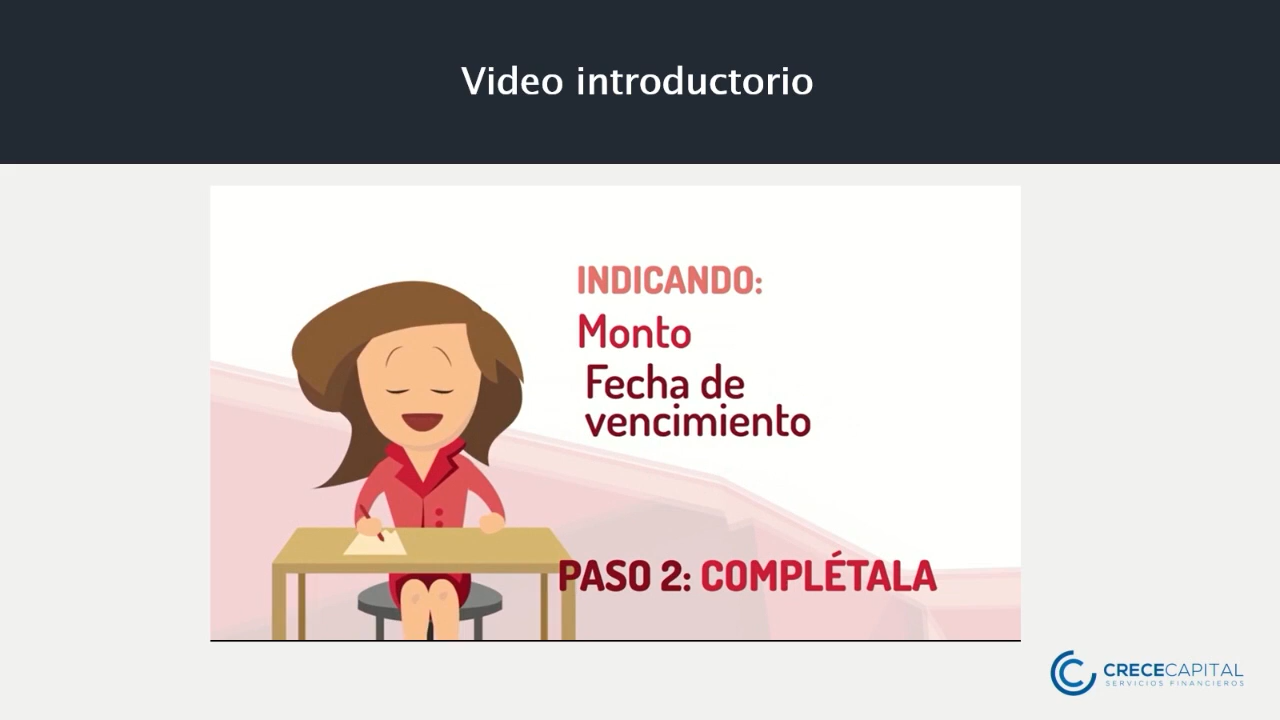 Video introductorio
INDICANDO:
Monto
Fecha de
vencimiento
PASO 2: COMPLÉTALA
CRECECAPITAL
SERVICIOS FINANCIEROS